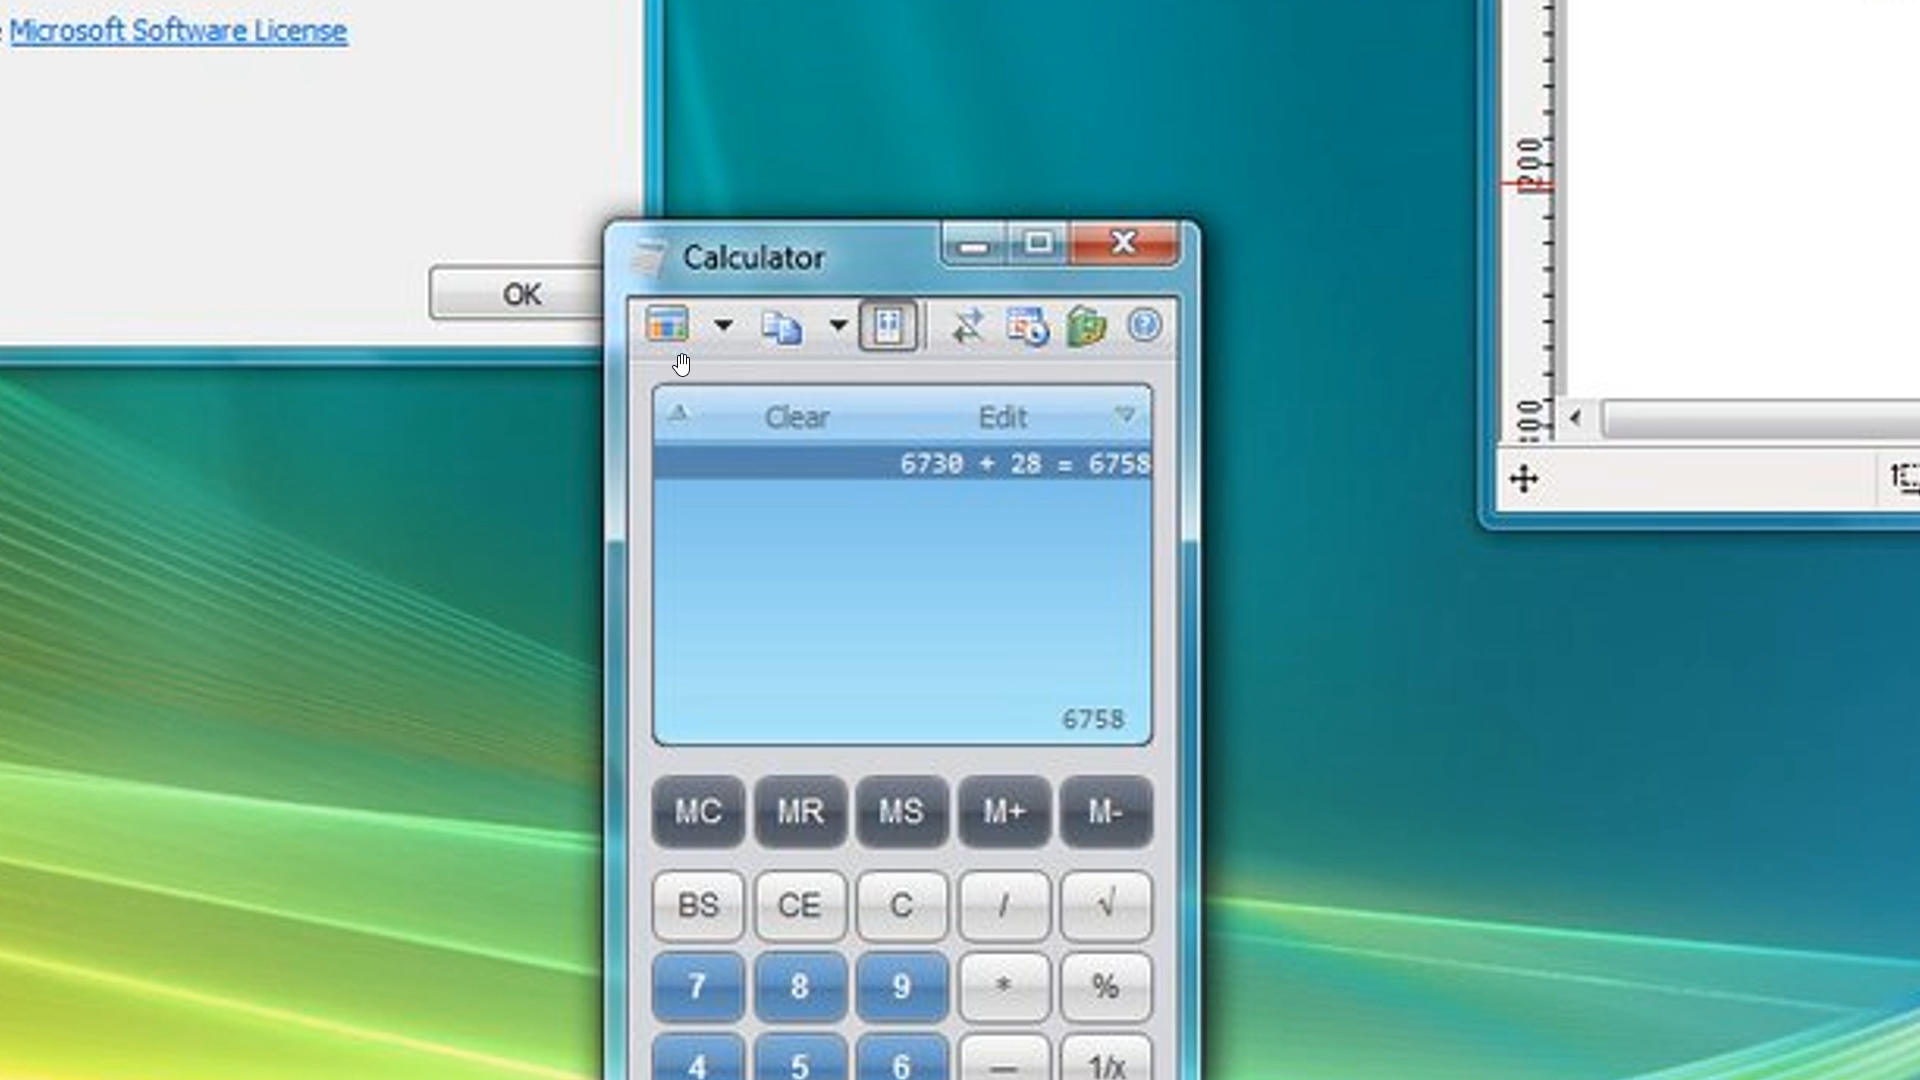 Microsoft Software License
OK
Calculator
Clear Edit
6730 + 28 = 6758
6758
MC MR MS M+ M-
BS CE C / √
7 8 9 * %
4 5 6 — 1/x
200